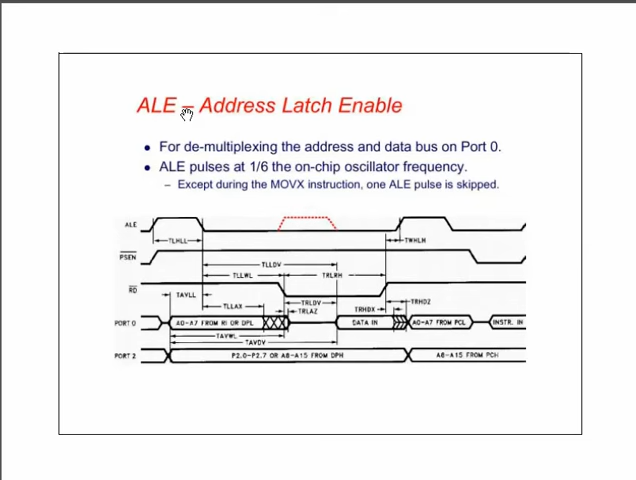 ALE – Address Latch Enable
• For de-multiplexing the address and data bus on Port 0.
• ALE pulses at 1/6 the on-chip oscillator frequency.
– Except during the MOVX instruction, one ALE pulse is skipped.
ALE
TLHLL
TWHLH
PSEN
TLLDV
TLLWL
TRLRH
RD
TAVLL
TLLAX
TRLDV
TRLAZ
TRHDX
TRHDZ
PORT 0
A0-A7 FROM RI OR DPL
DATA IN
A0-A7 FROM PCL
INSTR. IN
TAVWL
TAVDV
PORT 2
P2.0-P2.7 OR A8-A15 FROM DPH
A8-A15 FROM PCH